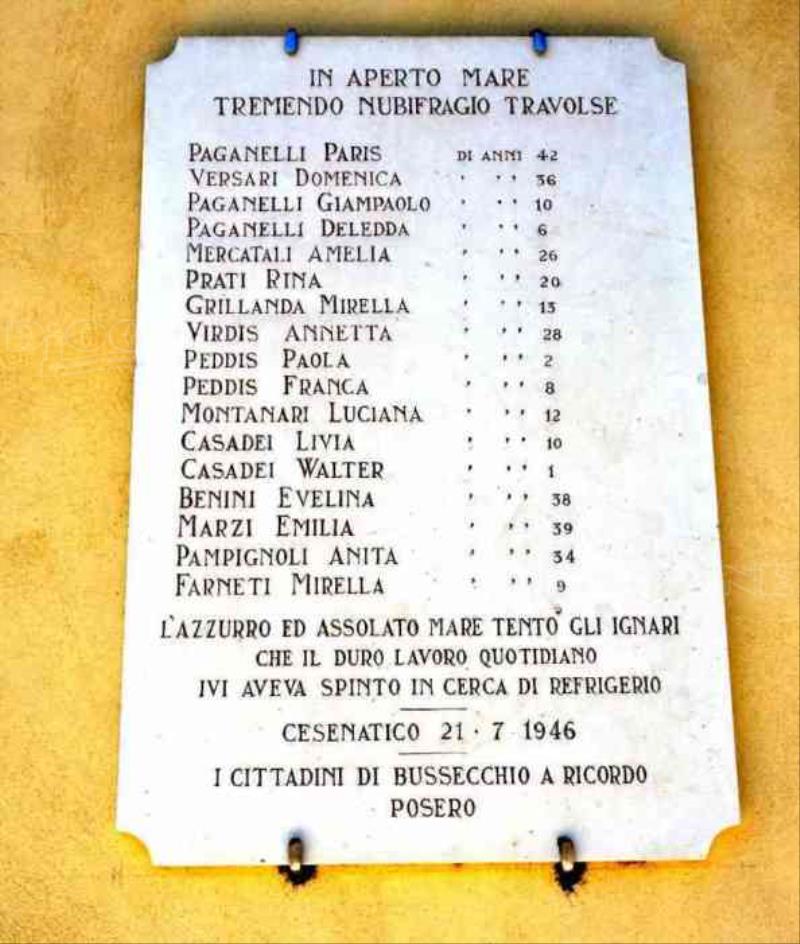 IN APERTO MARE
TREMENDO NUBIFRAGIO TRAVOLSE
PAGANELLI PARIS DI ANNI 42
VERSARI DOMENICA ' ' ' 36
PAGANELLI GIAMPAOLO ' ' ' 10
PAGANELLI DELEDDA ' ' ' 6
MERCATALI AMELIA ' ' ' 26
PRATI RINA ' ' ' 20
GRILLANDA MIRELLA ' ' ' 13
VIRDIS ANNETTA ' ' ' 28
PEDDIS PAOLA ' ' ' 2
PEDDIS FRANCA ' ' ' 8
MONTANARI LUCIANA ' ' ' 12
CASADEI LIVIA ' ' ' 10
CASADEI WALTER ' ' ' 1
BENINI EVELINA ' ' ' 38
MARZI EMILIA ' ' ' 39
PAMPIGNOLI ANITA ' ' ' 34
FARNETI MIRELLA ' ' ' 9
L'AZZURRO ED ASSOLATO MARE TENTO' GLI IGNARI
CHE IL DURO LAVORO QUOTIDIANO
IVI AVEVA SPINTO IN CERCA DI REFRIGERIO
CESENATICO 21 · 7 1946
I CITTADINI DI BUSSECCHIO A RICORDO
POSERO